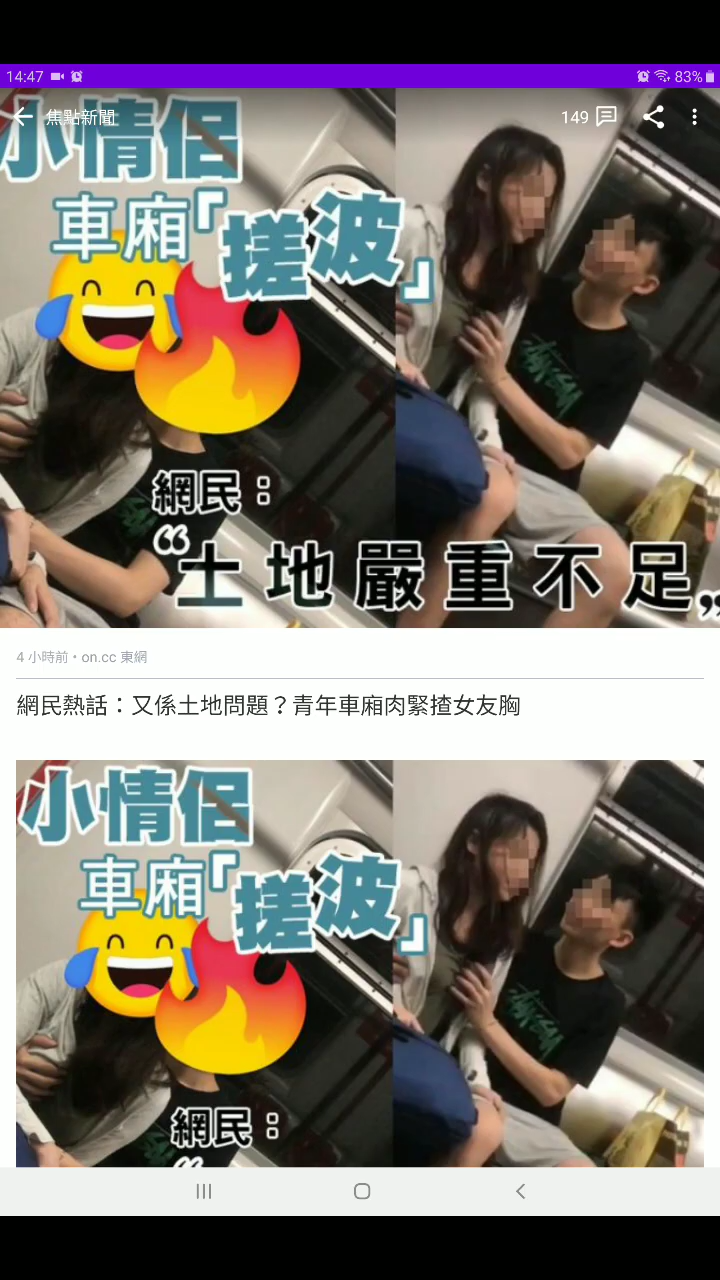 14:47
83%
焦點新聞
149
小情侶
車廂「搓波」
網民：
“土地嚴重不足”
4 小時前・on.cc 東網
網民熱話：又係土地問題？青年車廂肉緊揸女友胸
小情侶
車廂「搓波」
網民：